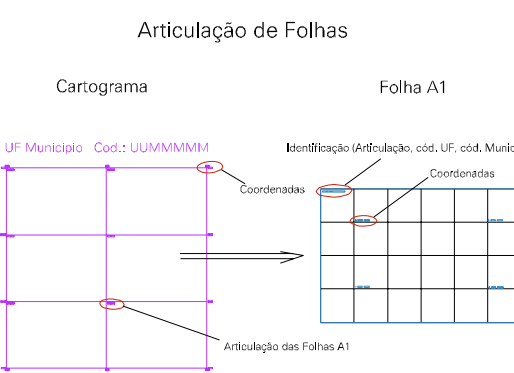 Articulação de Folhas
Cartograma
Folha A1
UF Municipio Cod.: UUMMMMM
Identificação (Articulação, cód. UF, cód. Munic
Coordenadas
Coordenadas
Articulação das Folhas A1